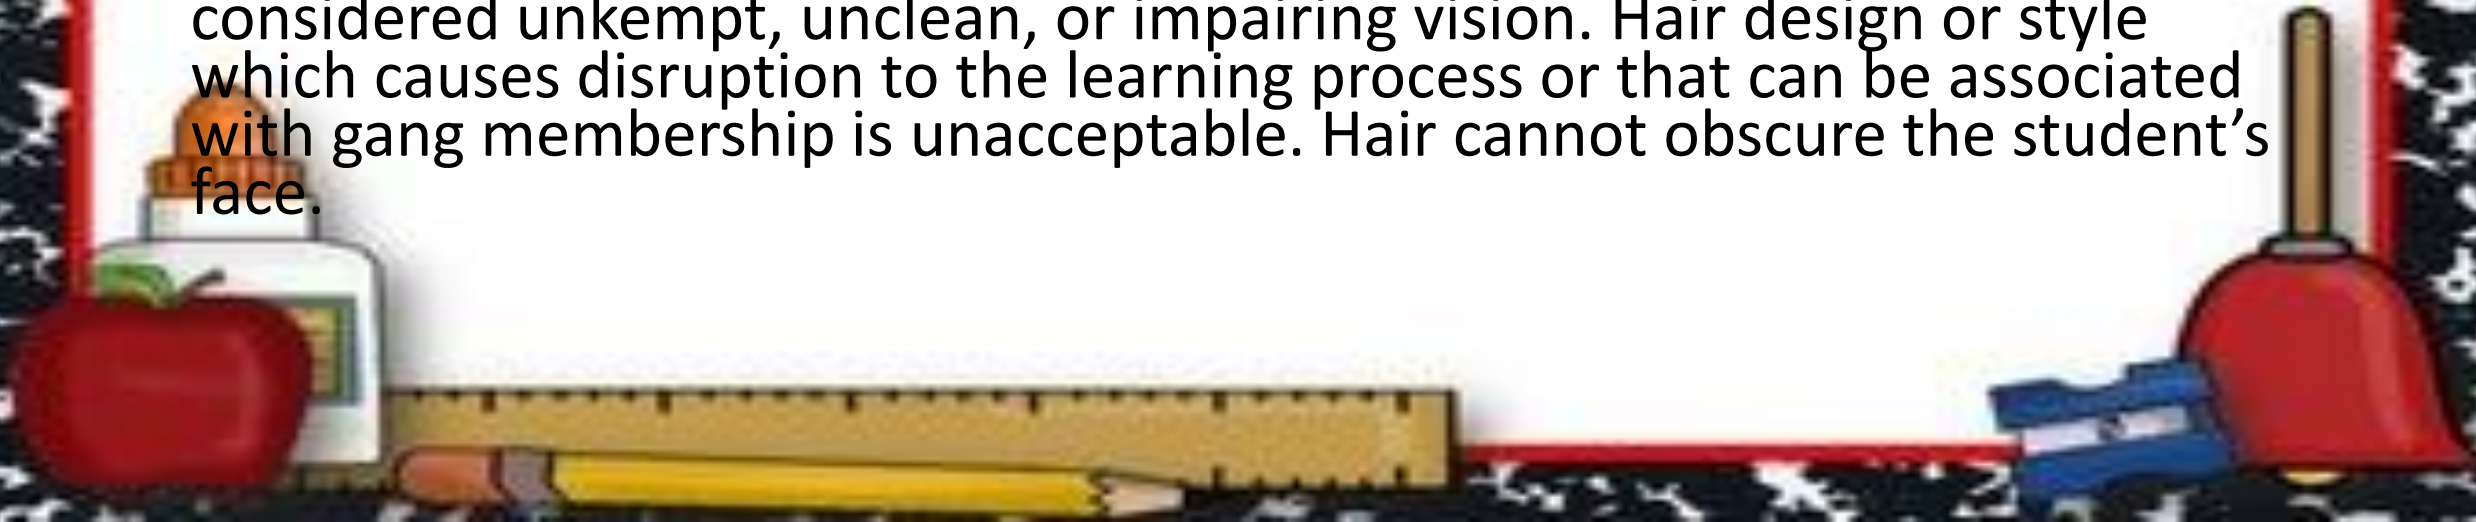 considered unkempt, unclean, or impairing vision. Hair design or style
which causes disruption to the learning process or that can be associated
with gang membership is unacceptable. Hair cannot obscure the student’s
face.